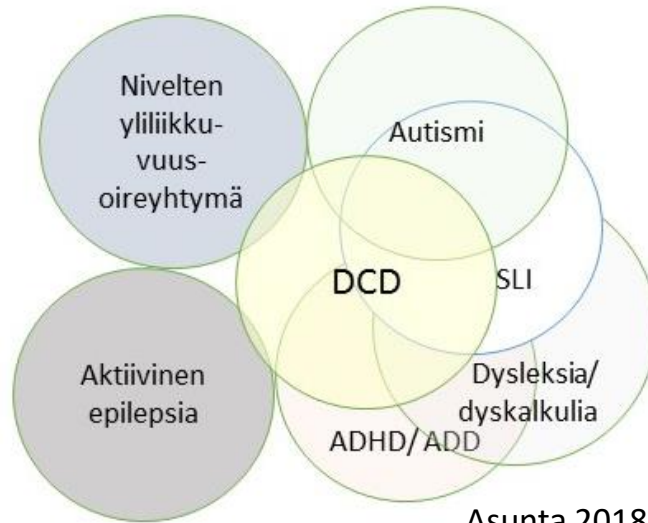 Nivelten
yliliikku-
vuus-
oireyhtymä
Autismi
DCD
SLI
Aktiivinen
epilepsia
Dysleksia/
dyskalkulia
ADHD/ ADD
Asunta 2018